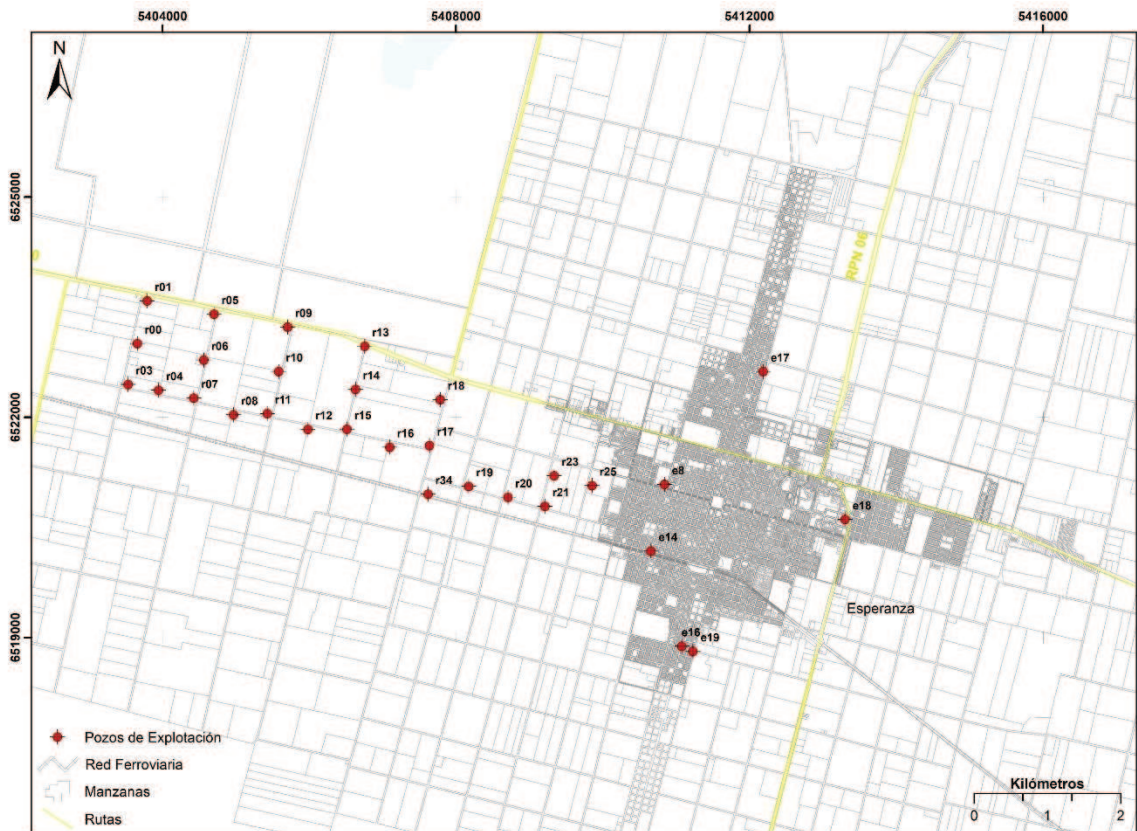 5404000
5408000
5412000
5416000
N
6525000
6522000
6519000
0
RPN 06
r01
r05
r09
r13
r00
r06
r10
r14
r03
r04
r07
r08
r11
r12
r15
r16
r18
r17
r34
r19
r20
r23
r21
r25
e17
e8
e18
e14
e16
e19
Esperanza
Pozos de Explotación
Red Ferroviaria
Manzanas
Rutas
Kilómetros
0
1
2